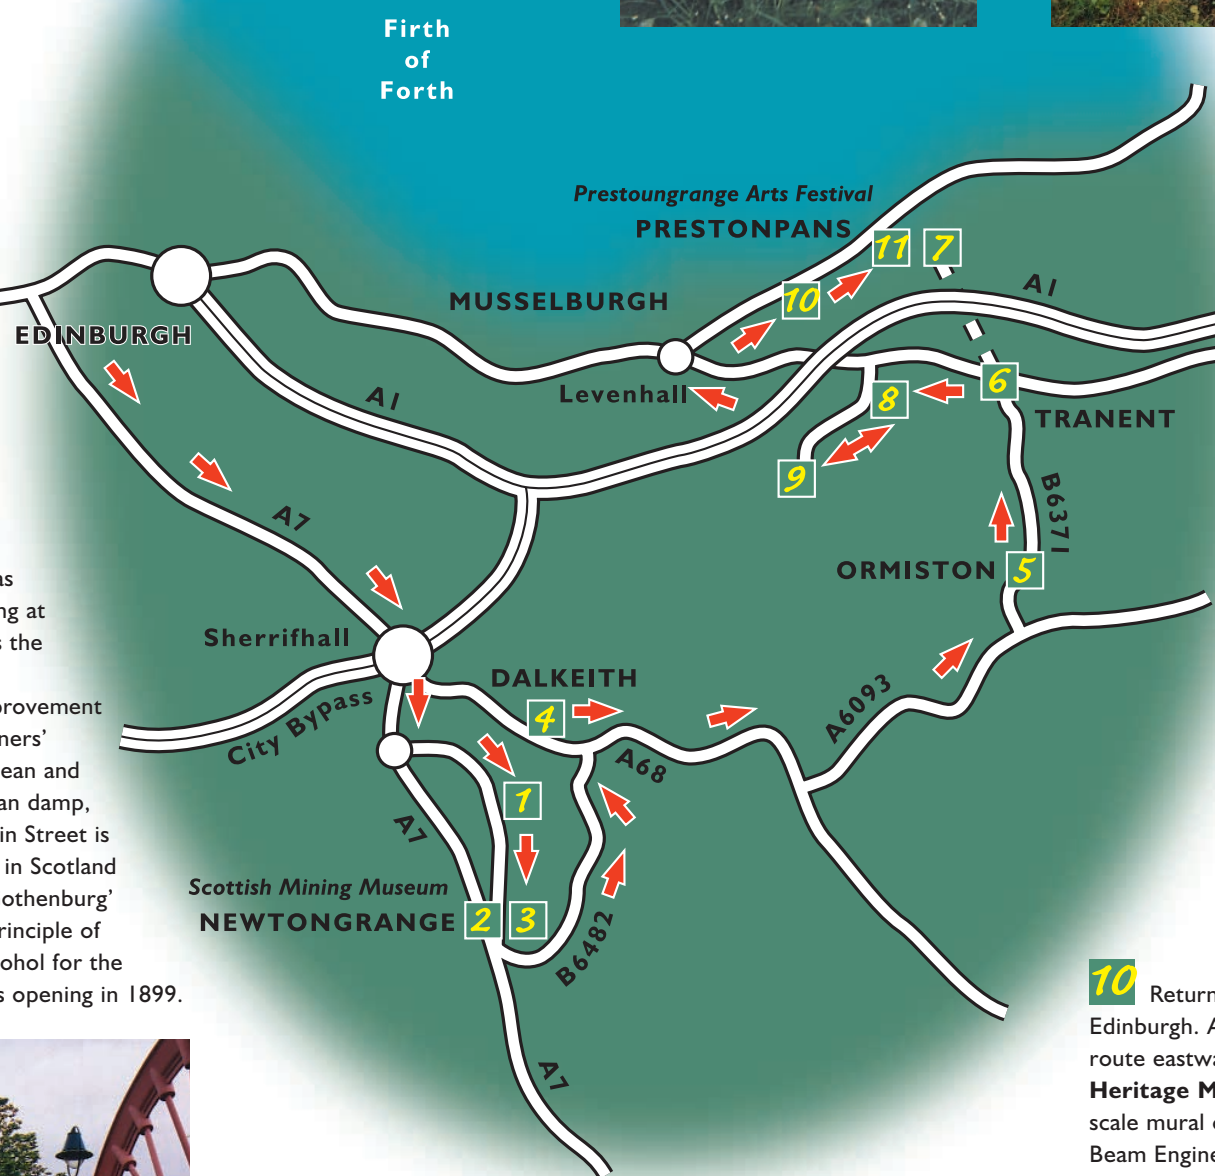 Firth
of
Forth
Prestoungrange Arts Festival
PRESTONPANS
11 7
10
A1
MUSSELBURGH
EDINBURGH
Levenhall
A1
6
8
TRANENT
9
B6371
A7
ORMISTON 5
Sherrifhall
DALKEITH
4
City Bypass
A6093
A68
1
A7
Scottish Mining Museum
NEWTONGRANGE 2 3
B6482
A7
as
ng at
s the
provement
ners’
ean and
an damp,
in Street is
in Scotland
othenburg’
rinciple of
cohol for the
s opening in 1899.
10 Return
Edinburgh. A
route eastwa
Heritage M
scale mural
Beam Engine